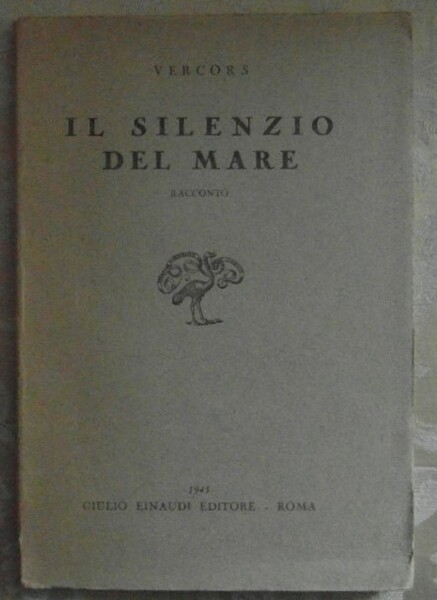 VERCORS
IL SILENZIO
DEL MARE
RACCONTO
1945
GIULIO EINAUDI EDITORE - ROMA